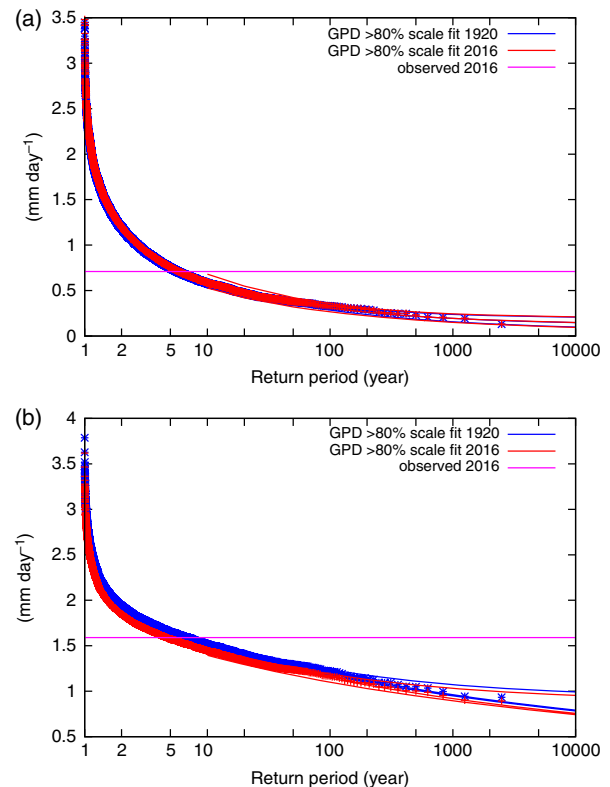 (a)
3.5
3
2.5
2
1.5
1
0.5
0
(mm day⁻¹)
GPD >80% scale fit 1920
GPD >80% scale fit 2016
observed 2016
1 2 5 10 100 1000 10000
Return period (year)
(b)
4
3.5
3
2.5
2
1.5
1
0.5
(mm day⁻¹)
GPD >80% scale fit 1920
GPD >80% scale fit 2016
observed 2016
1 2 5 10 100 1000 10000
Return period (year)